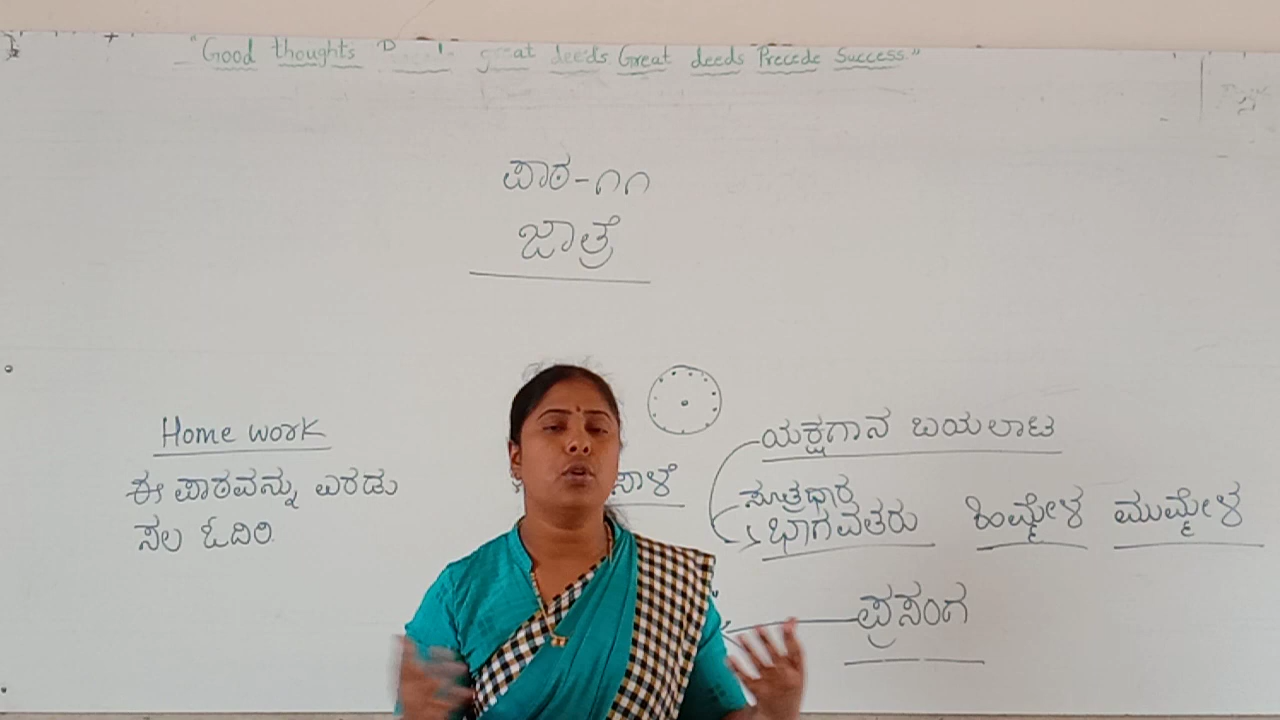 "Good thoughts great deeds Great deeds Precede Success."
ಪಾಠ-೧೧
ಜಾತ್ರೆ
Home work
ಈ ಪಾಠವನ್ನು ಎರಡು
ಸಲ ಓದಿರಿ.
ಸಾಳೆ
ಯಕ್ಷಗಾನ ಬಯಲಾಟ
ಸೂತ್ರಧಾರ
ಭಾಗವತರು ಹಿಮ್ಮೇಳ ಮುಮ್ಮೇಳ
ಪ್ರಸಂಗ